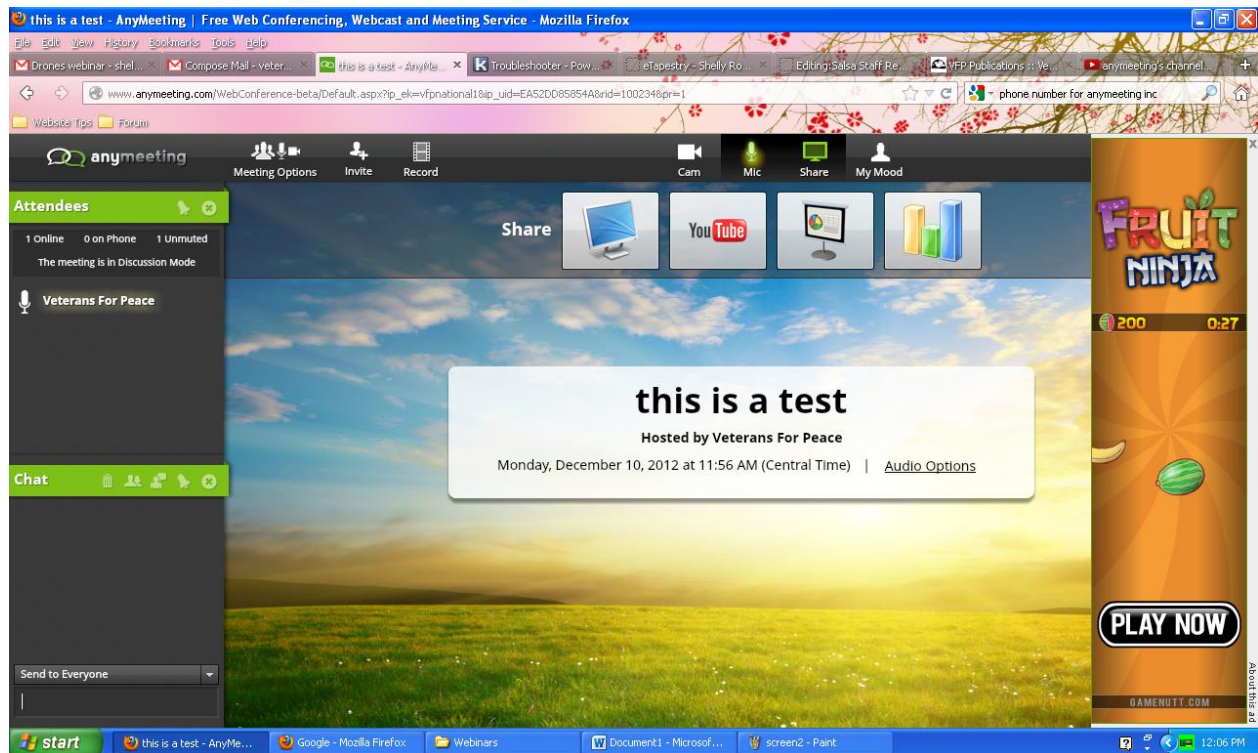 this is a test - AnyMeeting | Free Web Conferencing, Webcast and Meeting Service - Mozilla Firefox
File Edit View History Bookmarks Tools Help
Drones webinar - shel...
Compose Mail - veter...
this is a test - AnyMe...
Troubleshooter - Pow...
eTapestry - Shelly Ro...
Editing:Salsa Staff Re...
VFP Publications :: Ve...
anymeeting's channel...
www.anymeeting.com/WebConference-beta/Default.aspx?ip_ek=vfpnational1&ip_uid=EA52DD85854A&rid=100234&pr=1
phone number for anymeeting inc
Website Tips Forum
anymeeting
Meeting Options Invite Record
Cam Mic Share My Mood
Attendees
1 Online 0 on Phone 1 Unmuted
The meeting is in Discussion Mode
Veterans For Peace
Share
You Tube
this is a test
Hosted by Veterans For Peace
Monday, December 10, 2012 at 11:56 AM (Central Time) | Audio Options
Chat
Send to Everyone
FRUIT
NINJA
200 0:27
PLAY NOW
GAMENUTT.COM
About this ad
X
start
this is a test - AnyMe...
Google - Mozilla Firefox
Webinars
Document1 - Microsof...
screen2 - Paint
12:06 PM